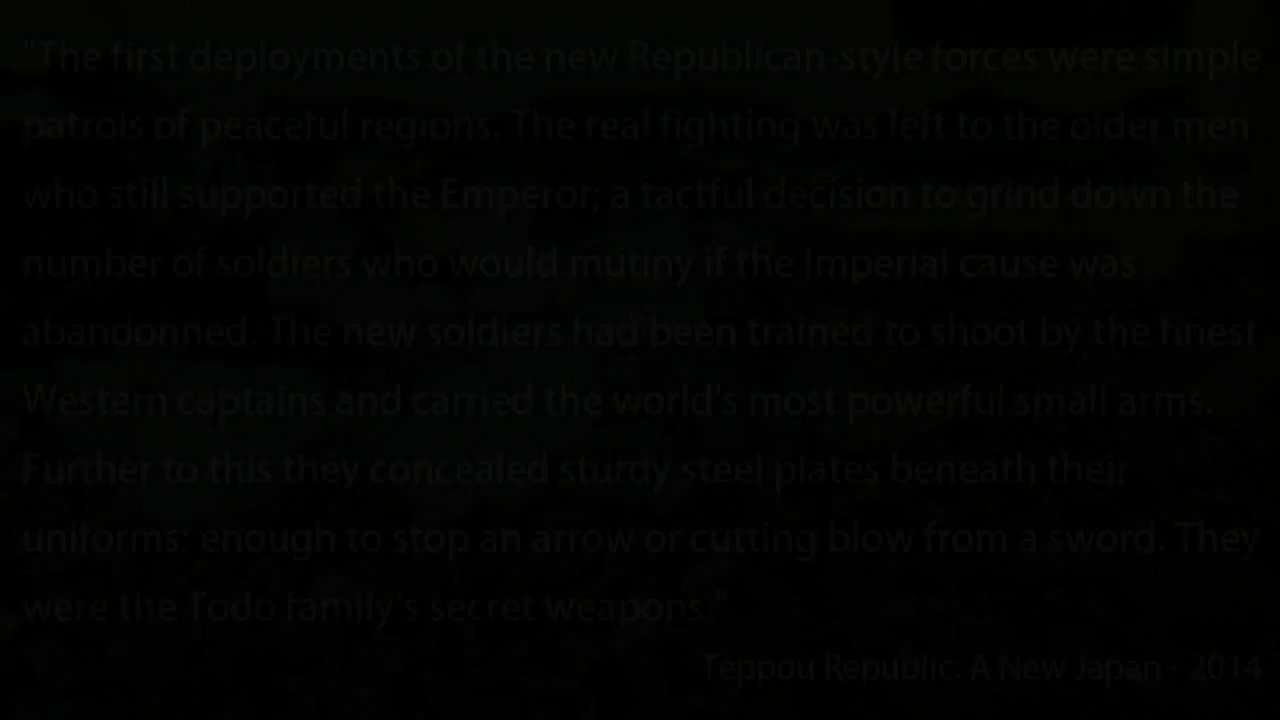 "The first deployments of the new Republican-style forces were simple
patrols of peaceful regions. The real fighting was left to the older men
who still supported the Emperor; a tactful decision to grind down the
number of soldiers who would mutiny if the Imperial cause was
abandonned. The new soldiers had been trained to shoot by the finest
Western captains and carried the world's most powerful small arms.
Further to this they concealed sturdy steel plates beneath their
uniforms; enough to stop an arrow or cutting blow from a sword. They
were the Todo family's secret weapons."
Teppou Republic: A New Japan - 2014